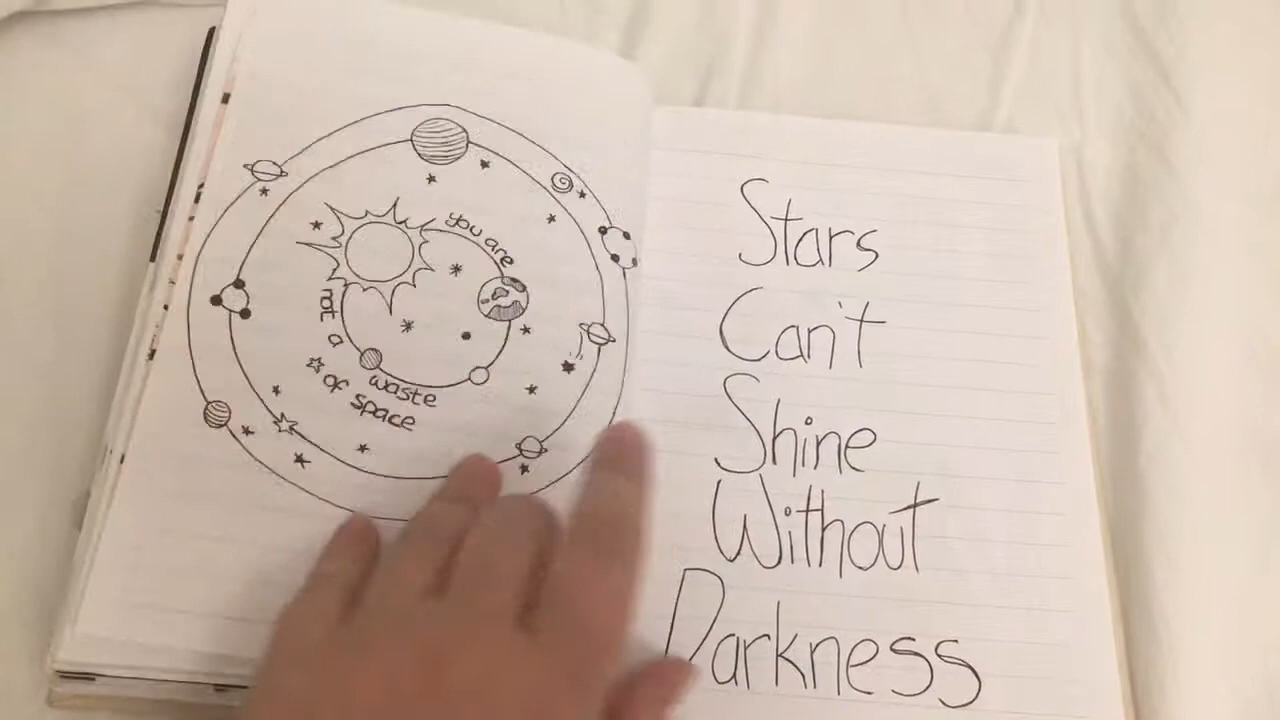 you are
not a
waste
of space
Stars
Can't
Shine
Without
Darkness